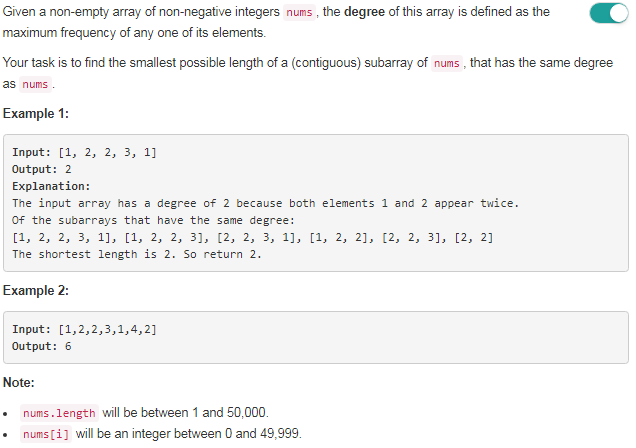 Given a non-empty array of non-negative integers nums , the degree of this array is defined as the
maximum frequency of any one of its elements.
Your task is to find the smallest possible length of a (contiguous) subarray of nums , that has the same degree
as nums .
Example 1:
Input: [1, 2, 2, 3, 1]
Output: 2
Explanation:
The input array has a degree of 2 because both elements 1 and 2 appear twice.
Of the subarrays that have the same degree:
[1, 2, 2, 3, 1], [1, 2, 2, 3], [2, 2, 3, 1], [1, 2, 2], [2, 2, 3], [2, 2]
The shortest length is 2. So return 2.
Example 2:
Input: [1,2,2,3,1,4,2]
Output: 6
Note:
• nums.length will be between 1 and 50,000.
• nums[i] will be an integer between 0 and 49,999.